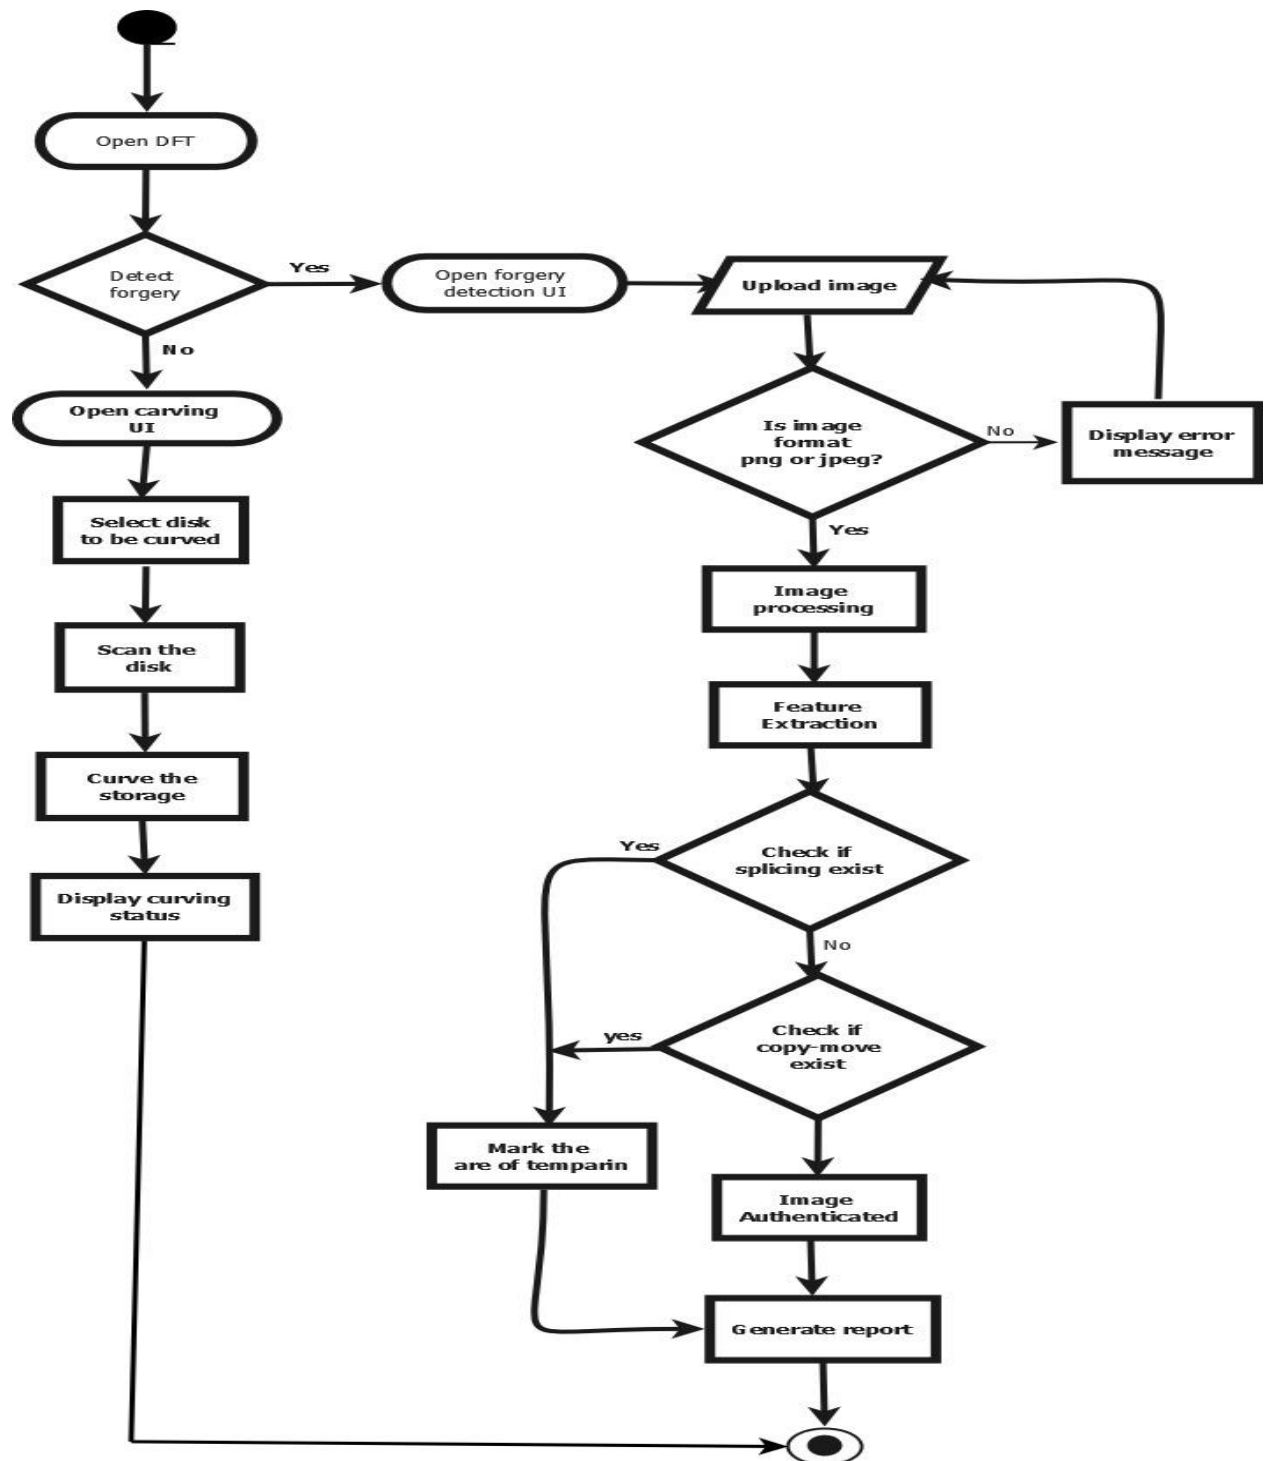 Open DFT
Detect
forgery
Yes
Open forgery
detection UI
Upload image
No
Open carving
UI
Is image
format
png or jpeg?
No
Display error
message
Select disk
to be curved
Yes
Image
processing
Scan the
disk
Feature
Extraction
Curve the
storage
Yes
Check if
splicing exist
Display curving
status
No
yes
Check if
copy-move
exist
Mark the
are of temparin
Image
Authenticated
Generate report